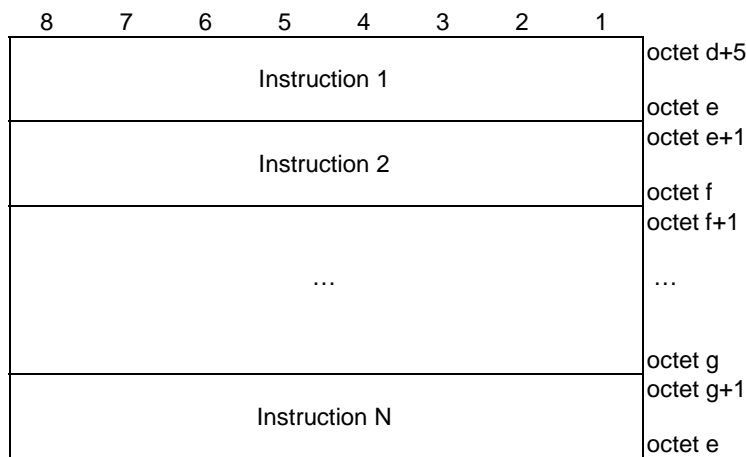 8 7 6 5 4 3 2 1
octet d+5
Instruction 1
octet e
octet e+1
Instruction 2
octet f
octet f+1
… …
octet g
octet g+1
Instruction N
octet e